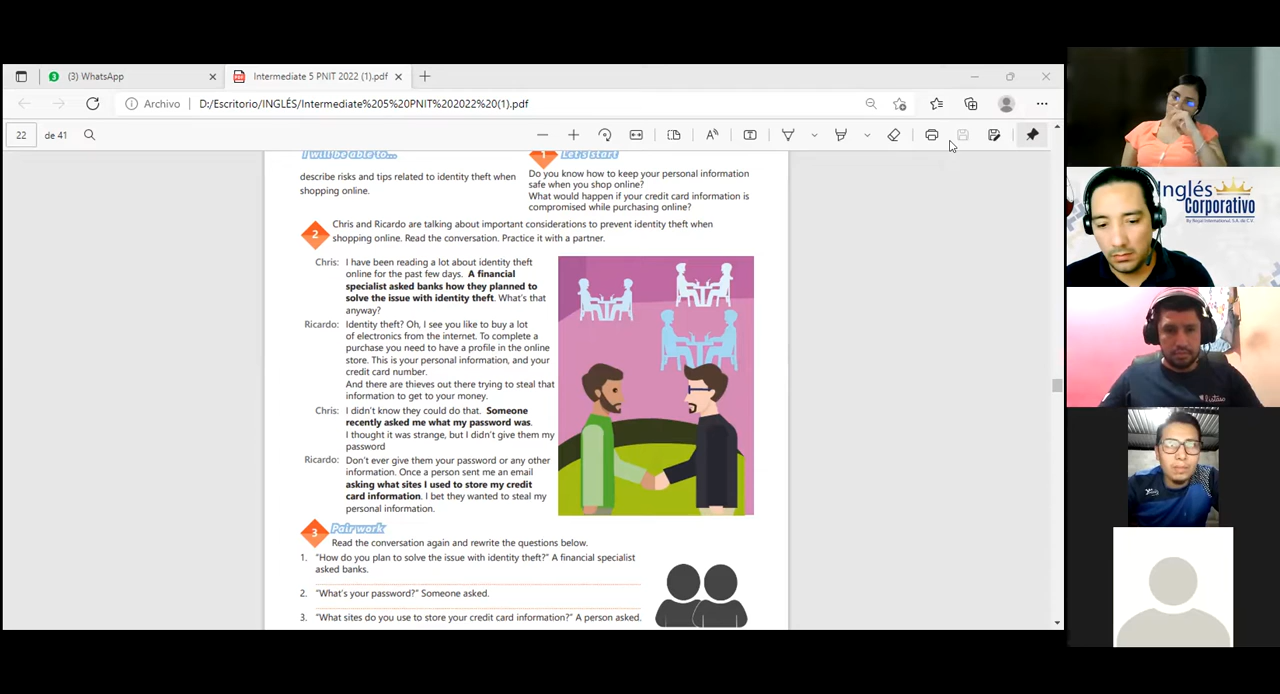 (3) WhatsApp
Intermediate 5 PNIT 2022 (1).pdf
Archivo
D:/Escritorio/INGLÉS/Intermediate%205%20PNIT%202022%20(1).pdf
22
de 41
I will be able to...
describe risks and tips related to identity theft when
shopping online.
1
Let's start
Do you know how to keep your personal information
safe when you shop online?
What would happen if your credit card information is
compromised while purchasing online?
2
Chris and Ricardo are talking about important considerations to prevent identity theft when
shopping online. Read the conversation. Practice it with a partner.
Chris: I have been reading a lot about identity theft
online for the past few days. A financial
specialist asked banks how they planned to
solve the issue with identity theft. What's that
anyway?
Ricardo: Identity theft? Oh, I see you like to buy a lot
of electronics from the internet. To complete a
purchase you need to have a profile in the online
store. This is your personal information, and your
credit card number.
And there are thieves out there trying to steal that
information to get to your money.
Chris: I didn't know they could do that. Someone
recently asked me what my password was.
I thought it was strange, but I didn't give them my
password
Ricardo: Don't ever give them your password or any other
information. Once a person sent me an email
asking what sites I used to store my credit
card information. I bet they wanted to steal my
personal information.
3
Pair work
Read the conversation again and rewrite the questions below.
1. "How do you plan to solve the issue with identity theft?" A financial specialist
asked banks.
2. "What's your password?" Someone asked.
3. "What sites do you use to store your credit card information?" A person asked.
Inglés
Corporativo
By Royal International, S.A. de C.V.